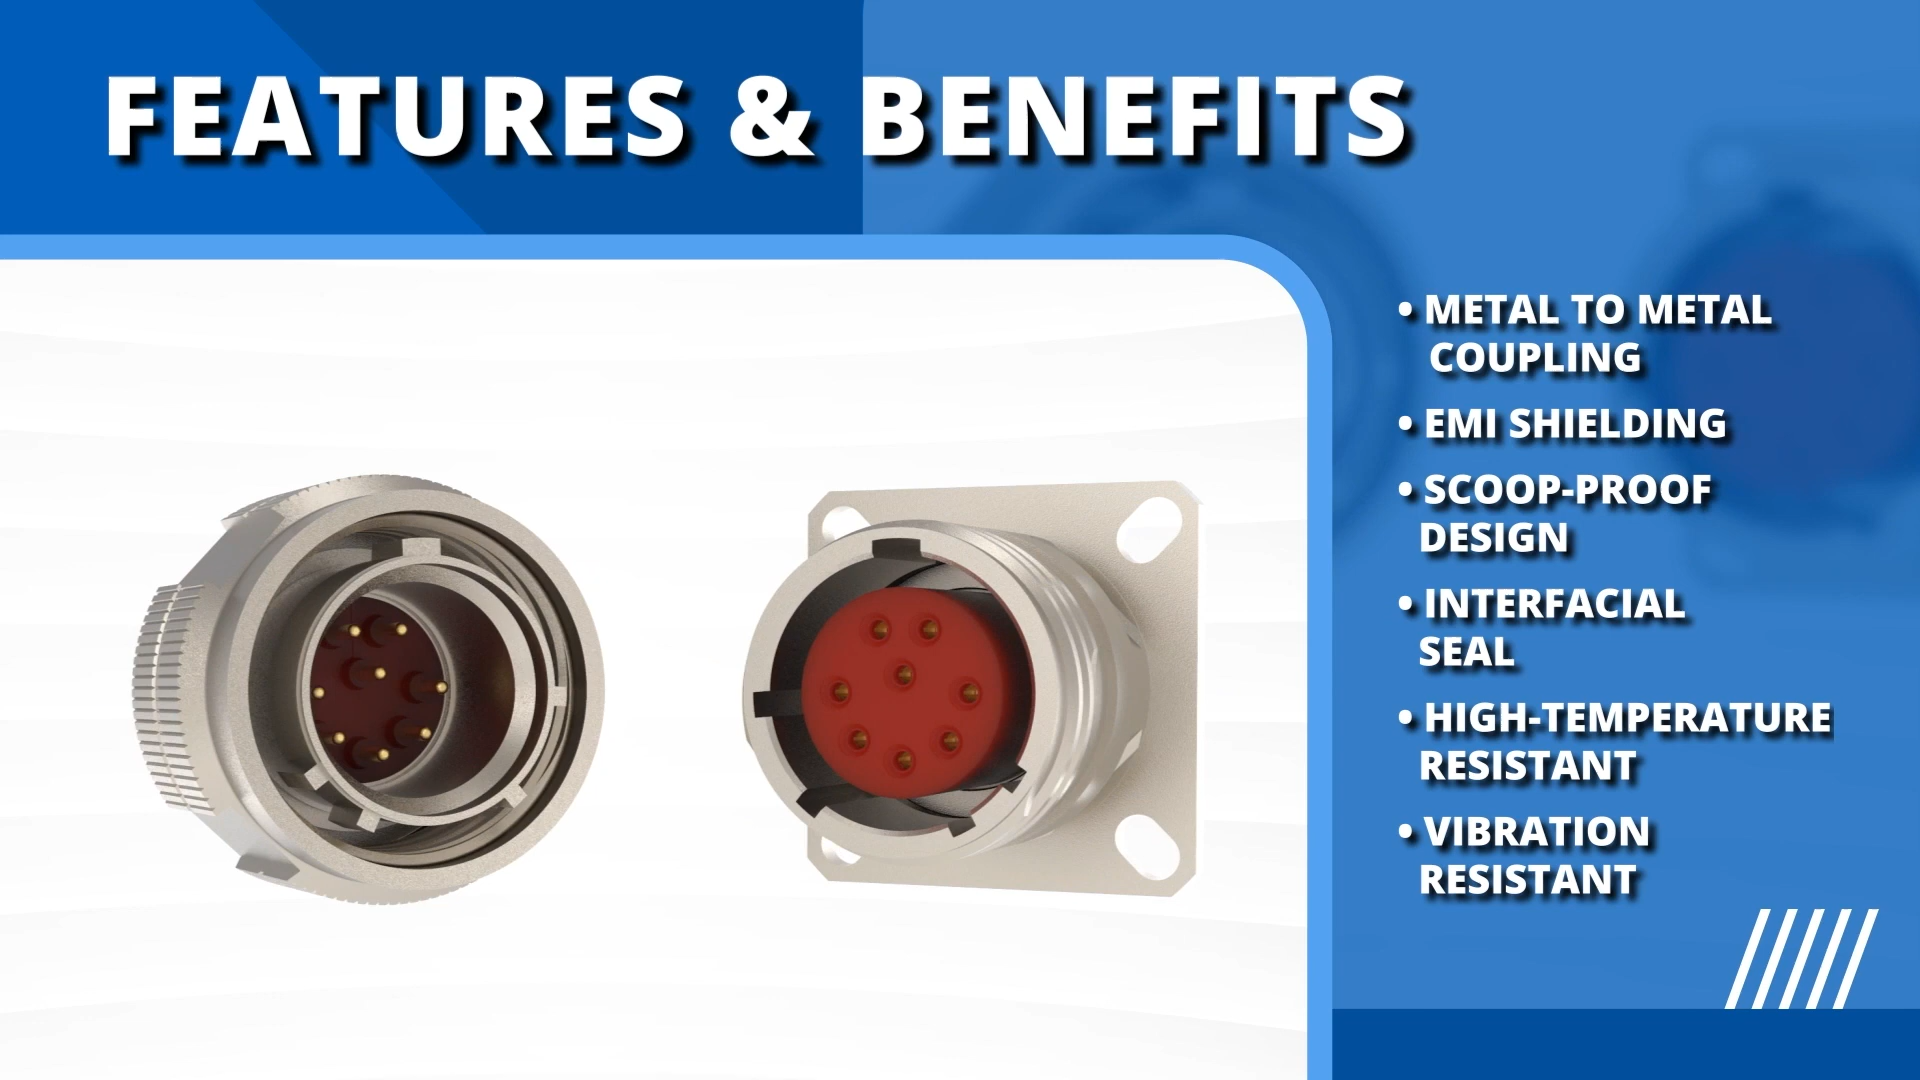 FEATURES & BENEFITS
• METAL TO METAL
COUPLING
• EMI SHIELDING
• SCOOP-PROOF
DESIGN
• INTERFACIAL
SEAL
• HIGH-TEMPERATURE
RESISTANT
• VIBRATION
RESISTANT